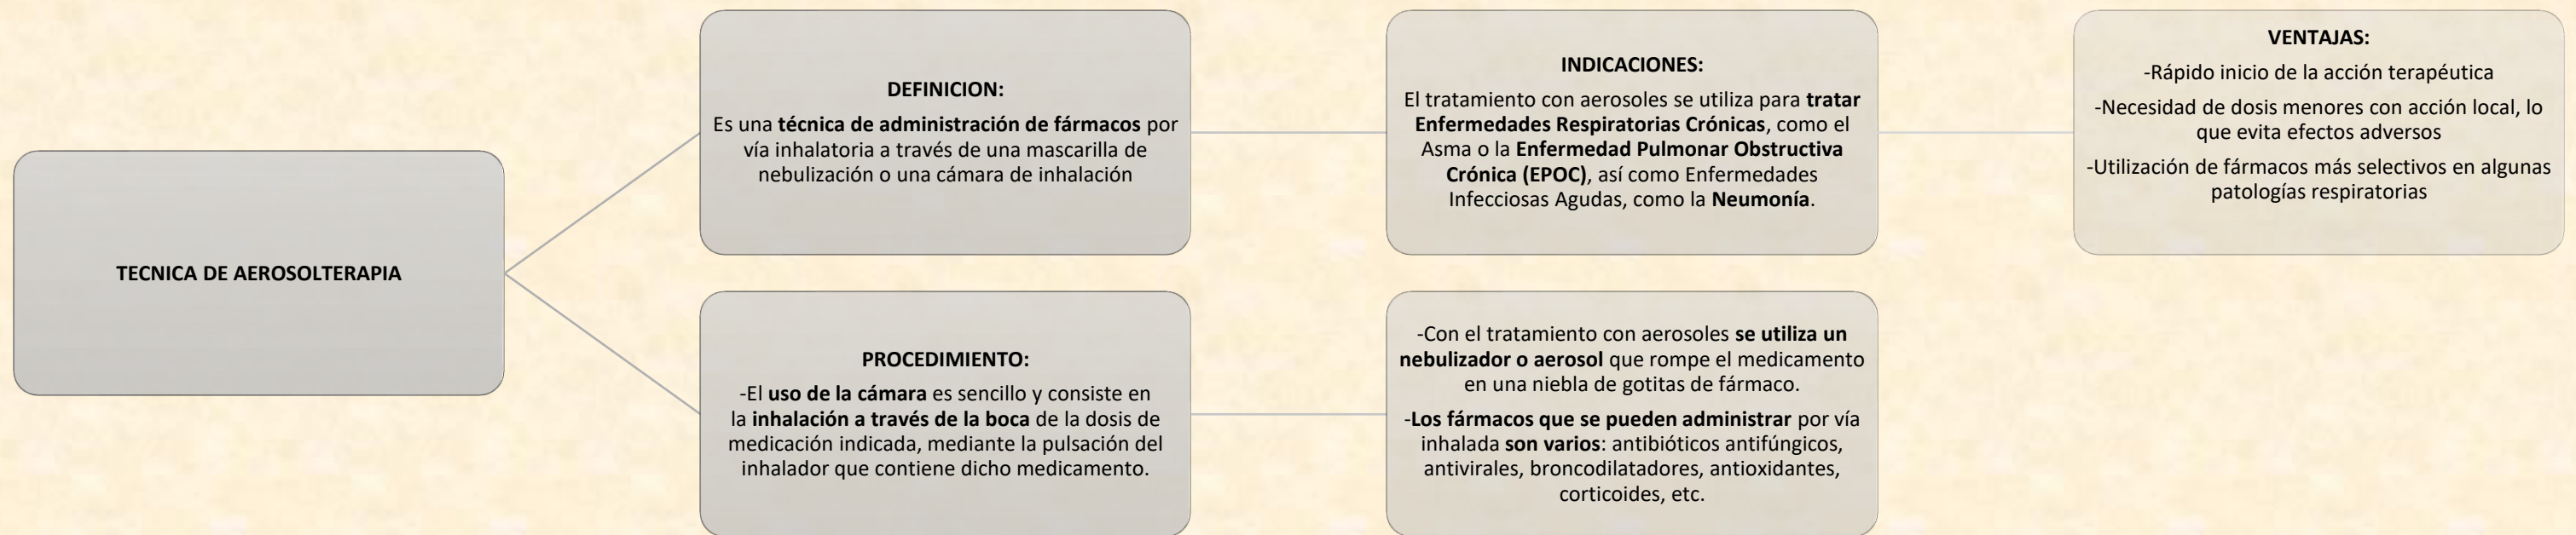 TECNICA DE AEROSOLTERAPIA
DEFINICION:
Es una técnica de administración de fármacos por
vía inhalatoria a través de una mascarilla de
nebulización o una cámara de inhalación
INDICACIONES:
El tratamiento con aerosoles se utiliza para tratar
Enfermedades Respiratorias Crónicas, como el
Asma o la Enfermedad Pulmonar Obstructiva
Crónica (EPOC), así como Enfermedades
Infecciosas Agudas, como la Neumonía.
VENTAJAS:
-Rápido inicio de la acción terapéutica
-Necesidad de dosis menores con acción local, lo
que evita efectos adversos
-Utilización de fármacos más selectivos en algunas
patologías respiratorias
PROCEDIMIENTO:
-El uso de la cámara es sencillo y consiste en
la inhalación a través de la boca de la dosis de
medicación indicada, mediante la pulsación del
inhalador que contiene dicho medicamento.
-Con el tratamiento con aerosoles se utiliza un
nebulizador o aerosol que rompe el medicamento
en una niebla de gotitas de fármaco.
-Los fármacos que se pueden administrar por vía
inhalada son varios: antibióticos antifúngicos,
antivirales, broncodilatadores, antioxidantes,
corticoides, etc.